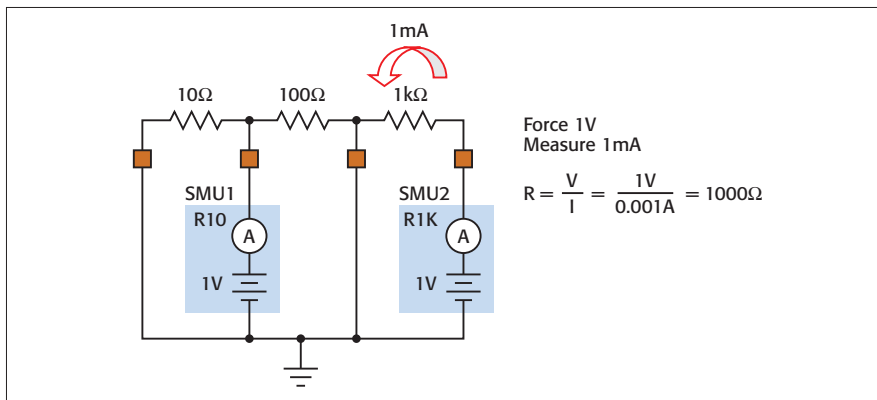 1mA
10Ω
100Ω
1kΩ
Force 1V
Measure 1mA
R = V/I = 1V/0.001A = 1000Ω
SMU1
R10
A
1V
SMU2
R1K
A
1V